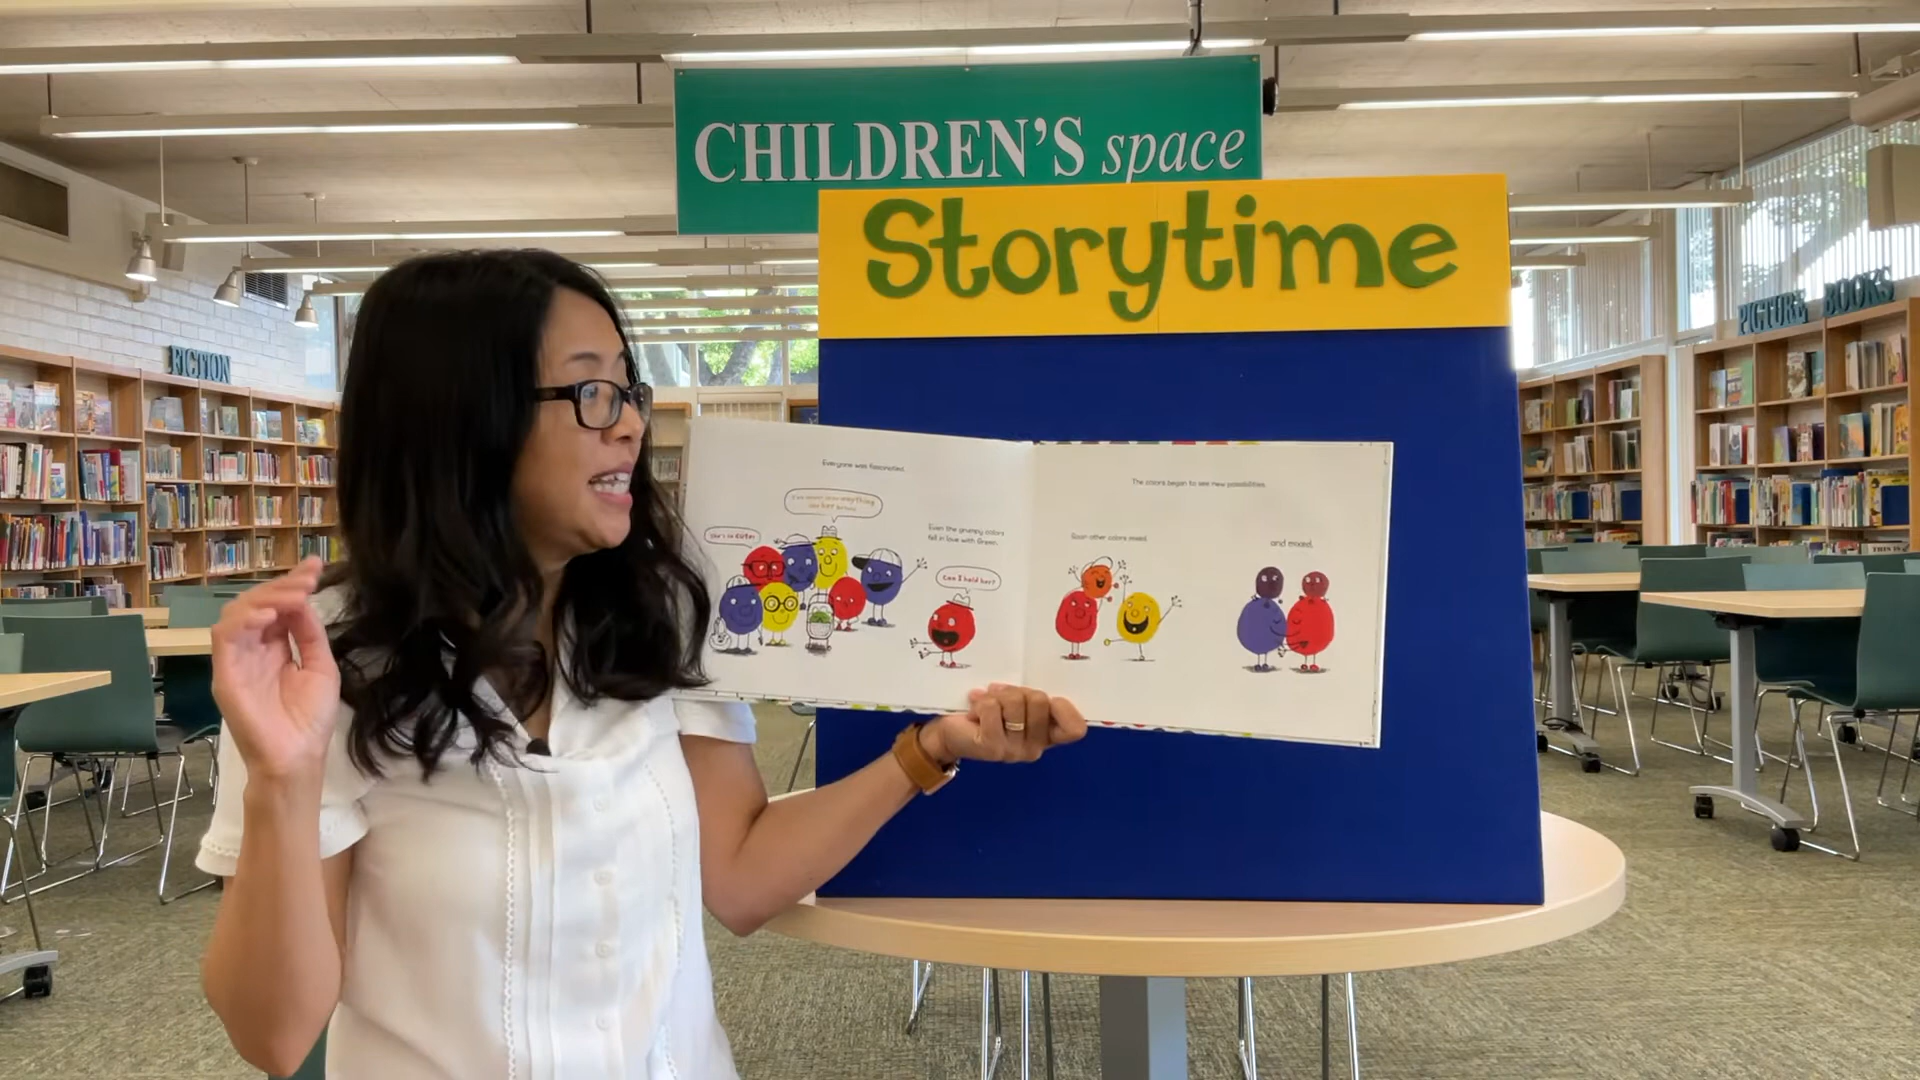 CHILDREN'S space
Storytime
FICTION
PICTURE BOOKS
Everyone was fascinated.
I've never seen anything
like her before.
She's so cute!
Even the grumpy colors
fell in love with Green.
Can I hold her?
The colors began to see new possibilities.
Soon other colors mixed
and mixed.
THIS IS